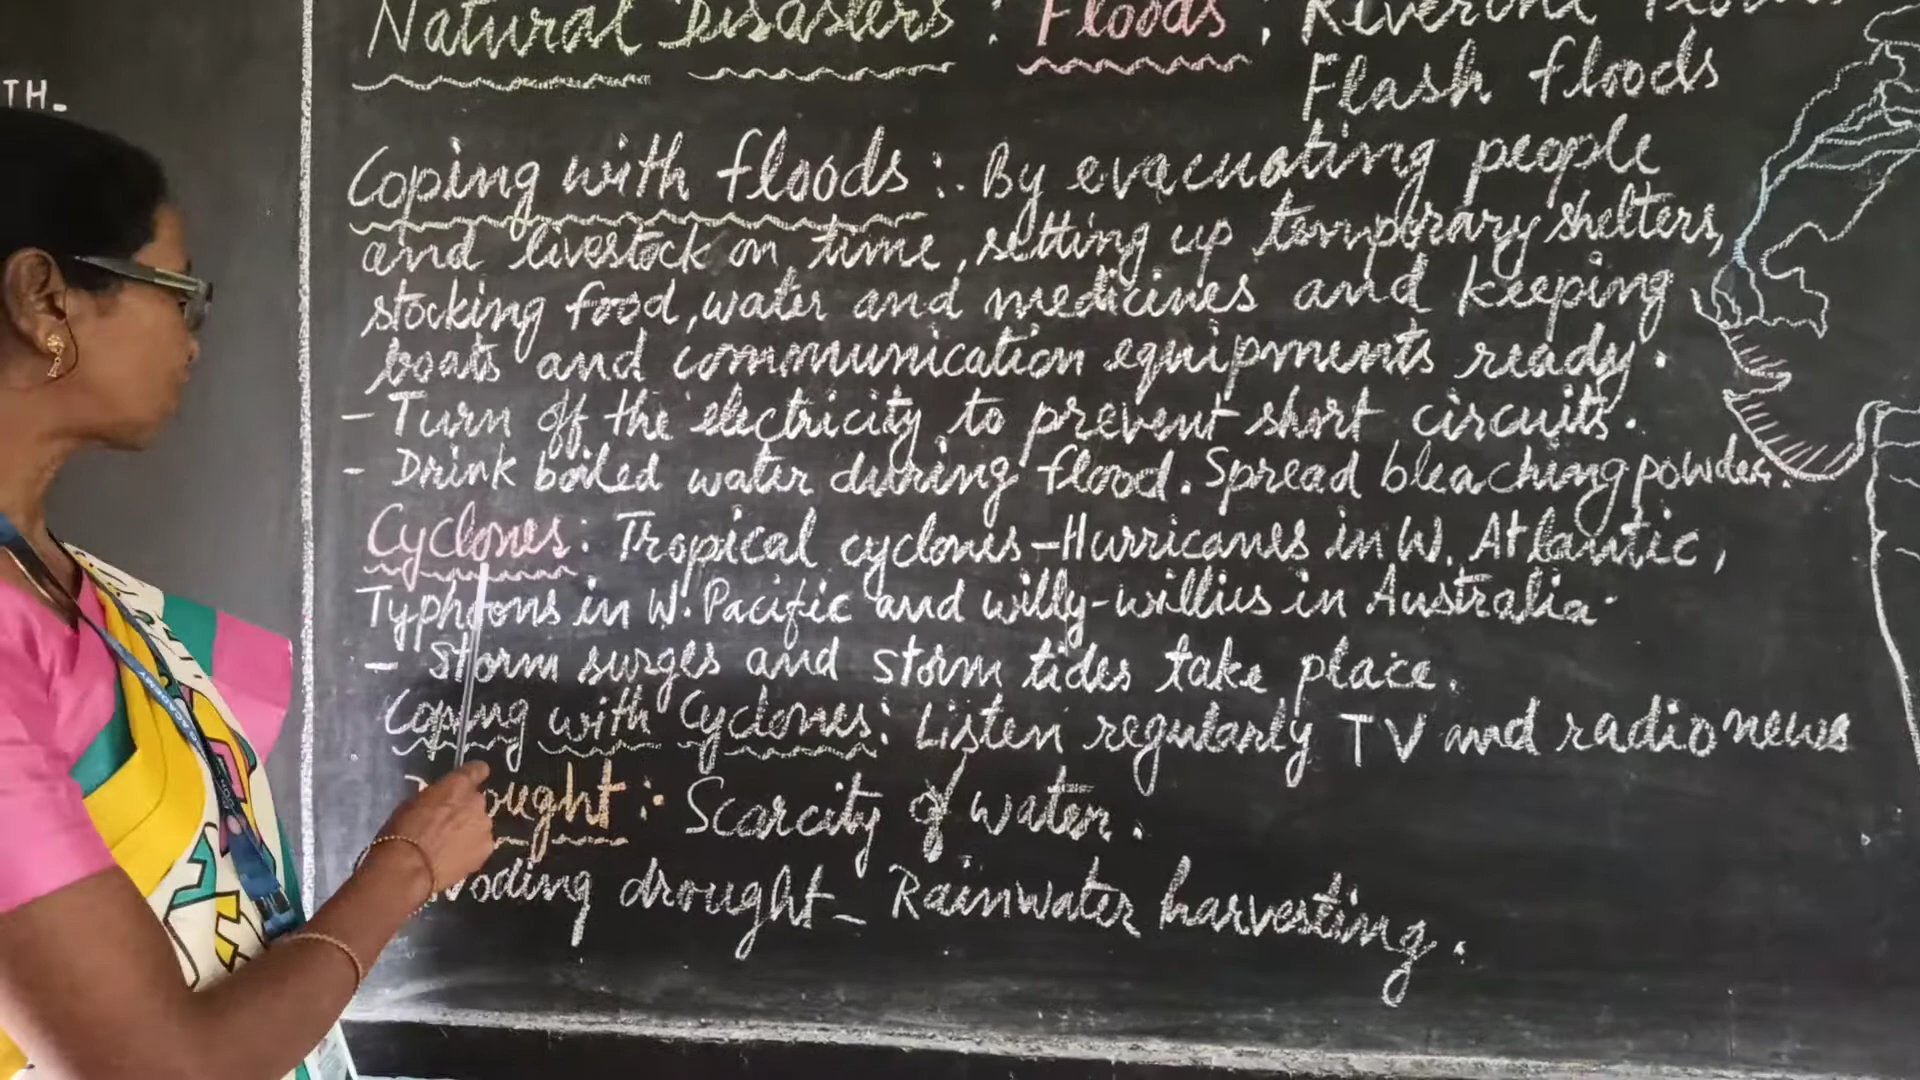 TH-
Natural Disasters : Floods : Riverine floods
Flash floods
Coping with floods :. By evacuating people
and livestock on time, setting up temporary shelters,
stocking food, water and medicines and keeping
boats and communication equipments ready.
- Turn off the electricity to prevent short circuits.
- Drink boiled water during flood. Spread bleaching powder.
Cyclones: Tropical cyclones - Hurricanes in W. Atlantic,
Typhoons in W. Pacific and willy-willies in Australia.
- Storm surges and storm tides take place.
Coping with Cyclones: Listen regularly TV and radio news
Drought :- Scarcity of water.
drought - Rainwater harvesting.
ACADEMY